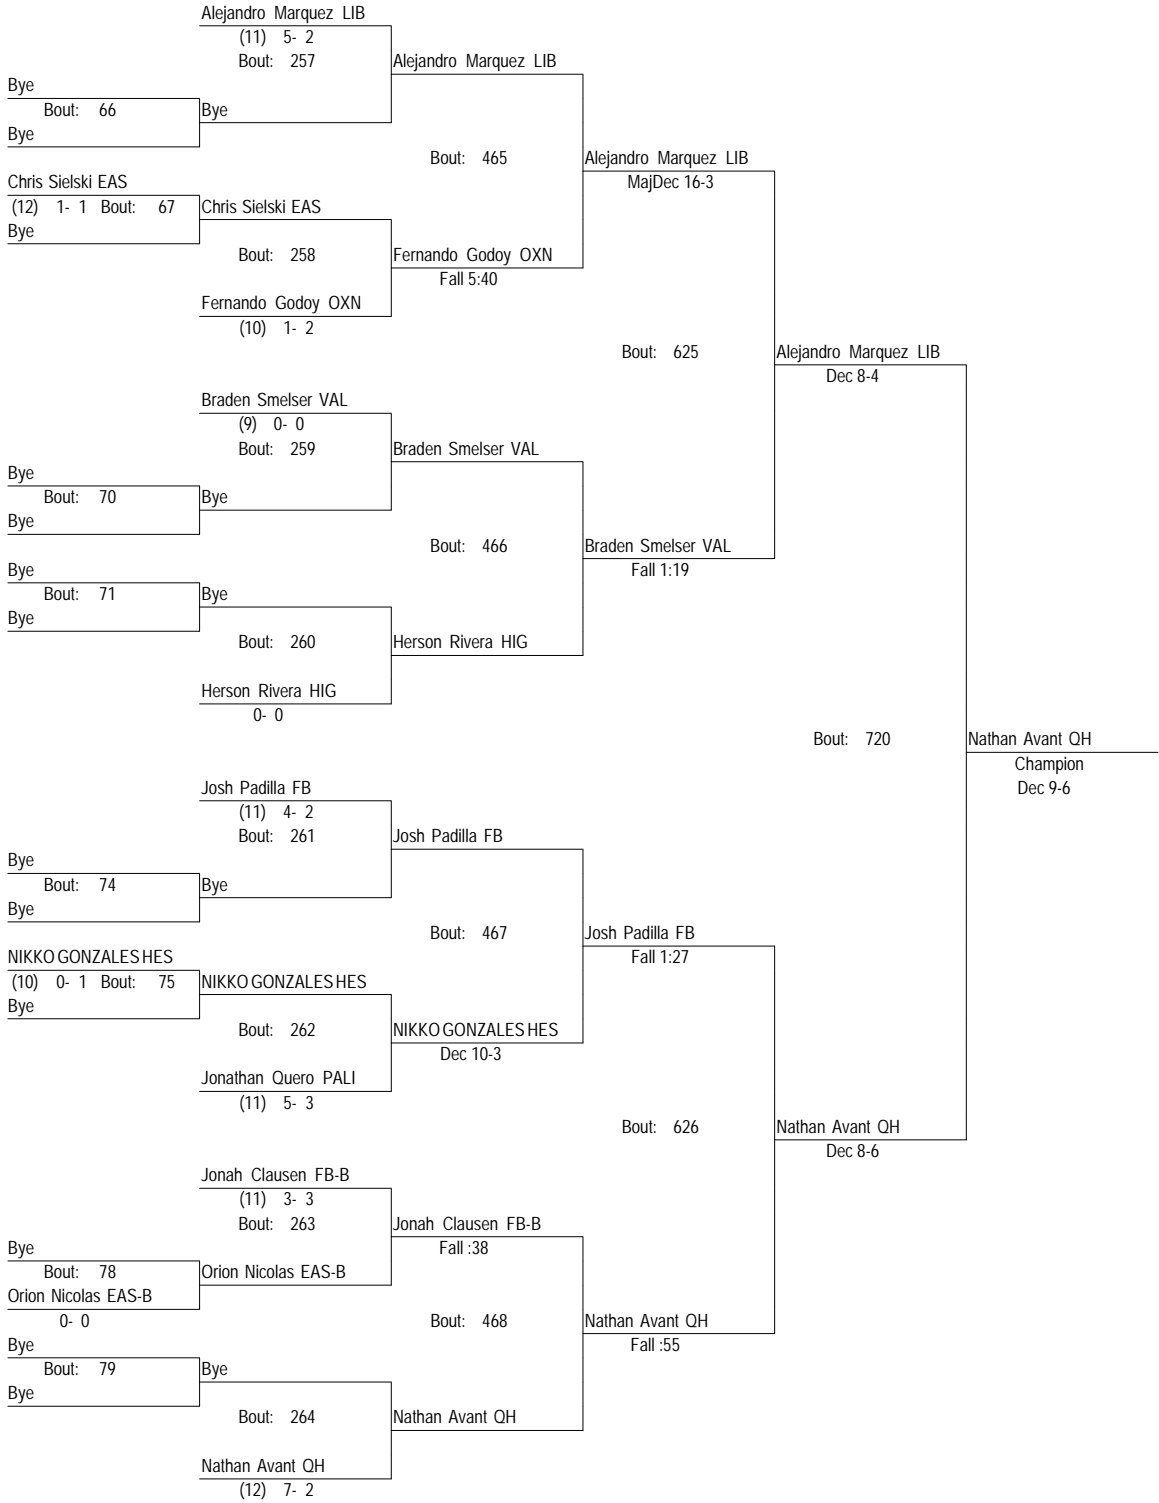 Alejandro Marquez LIB
(11) 5- 2
Bout: 257
Alejandro Marquez LIB
Bye
Bout: 66
Bye
Bye
Bout: 465
Alejandro Marquez LIB
MajDec 16-3
Chris Sielski EAS
(12) 1- 1 Bout: 67
Chris Sielski EAS
Bye
Bout: 258
Fernando Godoy OXN
Fall 5:40
Fernando Godoy OXN
(10) 1- 2
Bout: 625
Alejandro Marquez LIB
Dec 8-4
Braden Smelser VAL
(9) 0- 0
Bout: 259
Braden Smelser VAL
Bye
Bout: 70
Bye
Bye
Bout: 466
Braden Smelser VAL
Fall 1:19
Bye
Bout: 71
Bye
Bye
Bout: 260
Herson Rivera HIG
Herson Rivera HIG
0- 0
Bout: 720
Nathan Avant QH
Champion
Dec 9-6
Josh Padilla FB
(11) 4- 2
Bout: 261
Josh Padilla FB
Bye
Bout: 74
Bye
Bye
Bout: 467
Josh Padilla FB
Fall 1:27
NIKKO GONZALES HES
(10) 0- 1 Bout: 75
NIKKO GONZALES HES
Bye
Bout: 262
NIKKO GONZALES HES
Dec 10-3
Jonathan Quero PALI
(11) 5- 3
Bout: 626
Nathan Avant QH
Dec 8-6
Jonah Clausen FB-B
(11) 3- 3
Bout: 263
Jonah Clausen FB-B
Fall :38
Bye
Bout: 78
Orion Nicolas EAS-B
Orion Nicolas EAS-B
0- 0
Bout: 468
Nathan Avant QH
Fall :55
Bye
Bout: 79
Bye
Bye
Bout: 264
Nathan Avant QH
Nathan Avant QH
(12) 7- 2